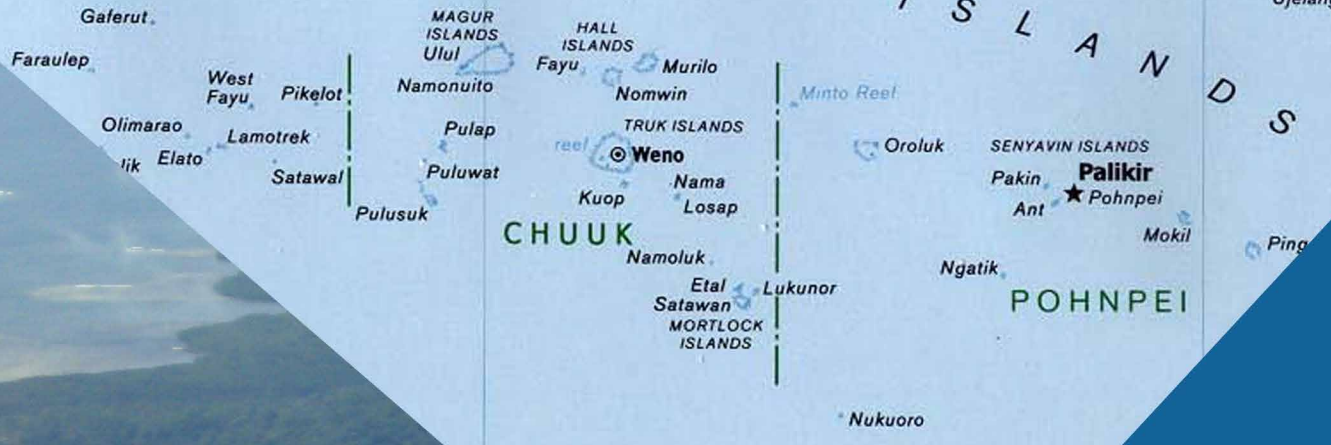 Gaferut
Faraulep
West
Fayu
Pikelot
Olimarao
Lamotrek
Elato
Satawal
MAGUR
ISLANDS
Ulul
Namonuito
Pulap
Puluwat
Pulusuk
HALL
ISLANDS
Fayu
Murilo
Nomwin
TRUK ISLANDS
reef
Weno
Kuop
Nama
Losap
CHUUK
Namoluk
Etal
Lukunor
Satawan
MORTLOCK
ISLANDS
Minto Reef
ISLANDS
Oroluk
SENYAVIN ISLANDS
Palikir
Pakin
Pohnpei
Ant
Mokil
Ping
Ngatik
POHNPEI
Nukuoro